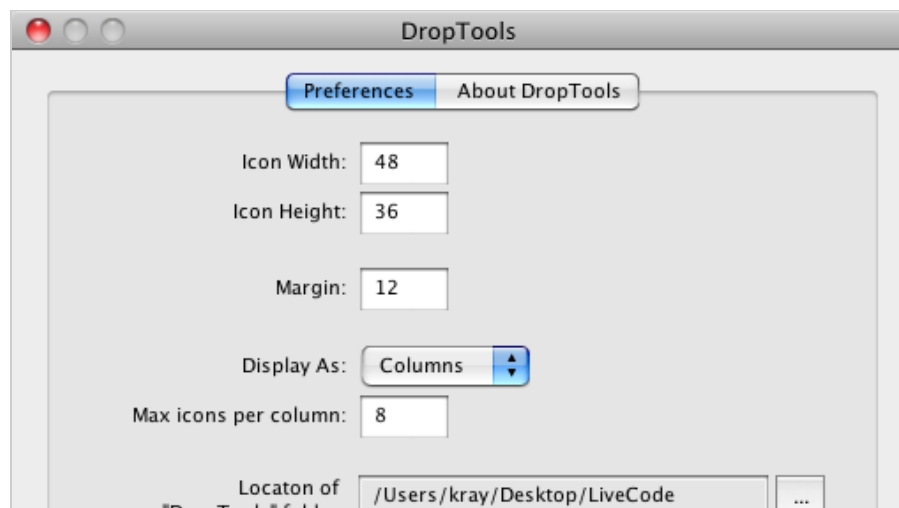 DropTools
Preferences About DropTools
Icon Width: 48
Icon Height: 36
Margin: 12
Display As: Columns
Max icons per column: 8
Locaton of /Users/kray/Desktop/LiveCode ...